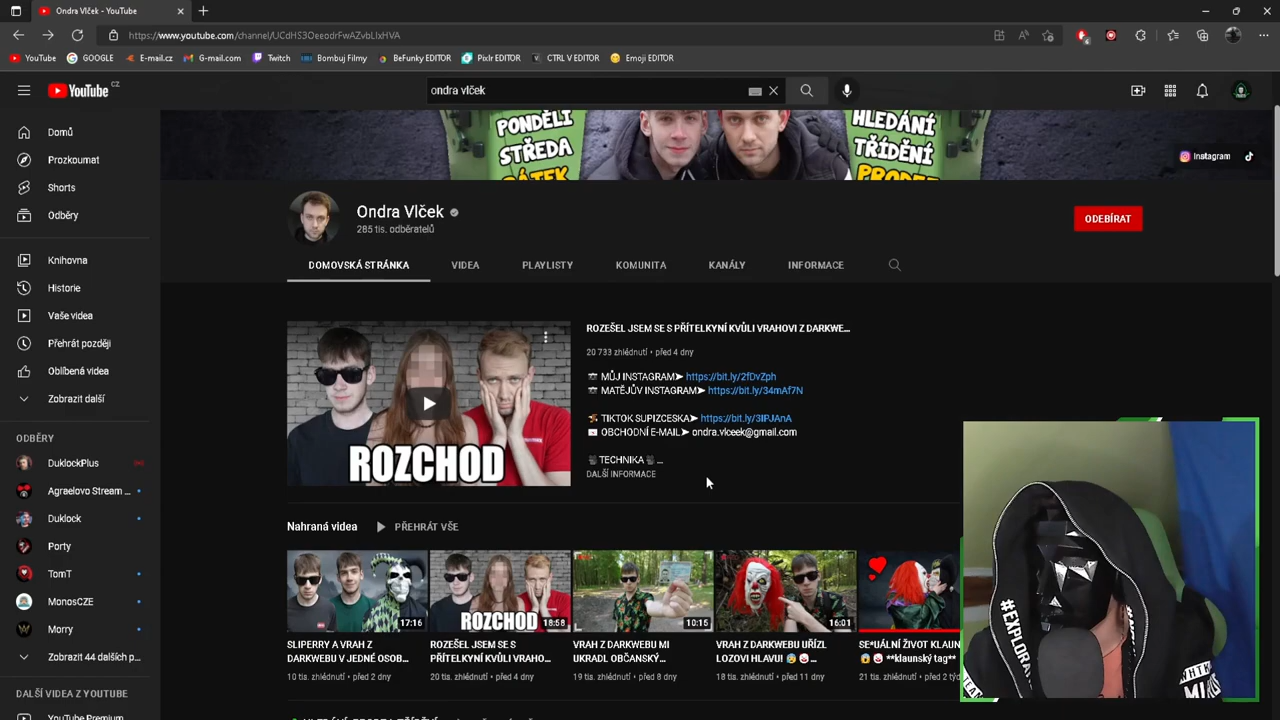 Ondra Vlček - YouTube
https://www.youtube.com/channel/UCdHS3OeeodrFwAZvbLIxHVA
YouTube
GOOGLE
E-mail.cz
G-mail.com
Twitch
Bombuj Filmy
BeFunky EDITOR
Pixlr EDITOR
CTRL V EDITOR
Emoji EDITOR
YouTube CZ
ondra vlček
PONDĚLÍ
STŘEDA
PÁTEK
HLEDÁNÍ
TŘÍDĚNÍ
PRODEJ
Instagram
Domů
Prozkoumat
Shorts
Odběry
Knihovna
Historie
Vaše videa
Přehrát později
Oblíbená videa
Zobrazit další
ODBĚRY
DuklockPlus
Agraelovo Stream ...
Duklock
Porty
TomT
MonosCZE
Morry
Zobrazit 44 dalších p...
DALŠÍ VIDEA Z YOUTUBE
YouTube Premium
Ondra Vlček
285 tis. odběratelů
ODEBÍRAT
DOMOVSKÁ STRÁNKA
VIDEA
PLAYLISTY
KOMUNITA
KANÁLY
INFORMACE
ROZCHOD
ROZEŠEL JSEM SE S PŘÍTELKYNÍ KVŮLI VRAHOVI Z DARKWE...
20 733 zhlédnutí • před 4 dny
MŮJ INSTAGRAM➤ https://bit.ly/2fDvZph
MATĚJŮV INSTAGRAM➤ https://bit.ly/34mAf7N
TIKTOK SUPIZCESKA➤ https://bit.ly/3lPJAnA
OBCHODNÍ E-MAIL➤ ondra.vlceek@gmail.com
TECHNIKA ...
DALŠÍ INFORMACE
Nahraná videa
PŘEHRÁT VŠE
17:16
ROZCHOD
18:58
10:15
16:01
SLIPERRY A VRAH Z
DARKWEBU V JEDNÉ OSOB...
10 tis. zhlédnutí • před 2 dny
ROZEŠEL JSEM SE S
PŘÍTELKYNÍ KVŮLI VRAHO...
20 tis. zhlédnutí • před 4 dny
VRAH Z DARKWEBU MI
UKRADL OBČANSKÝ...
19 tis. zhlédnutí • před 8 dny
VRAH Z DARKWEBU UŘÍZL
LOZOVI HLAVU! 😰 ...
18 tis. zhlédnutí • před 11 dny
SE*UÁLNÍ ŽIVOT KLAUN
😱 🤡 **klaunský tag**
21 tis. zhlédnutí • před 2 týd
#EXPLORA